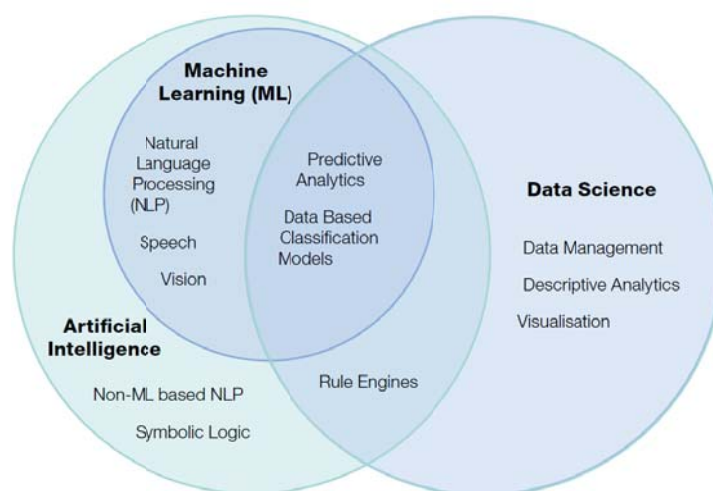 Machine
Learning (ML)
Natural
Language
Processing
(NLP)
Speech
Vision
Predictive
Analytics
Data Based
Classification
Models
Data Science
Data Management
Descriptive Analytics
Visualisation
Artificial
Intelligence
Non-ML based NLP
Symbolic Logic
Rule Engines